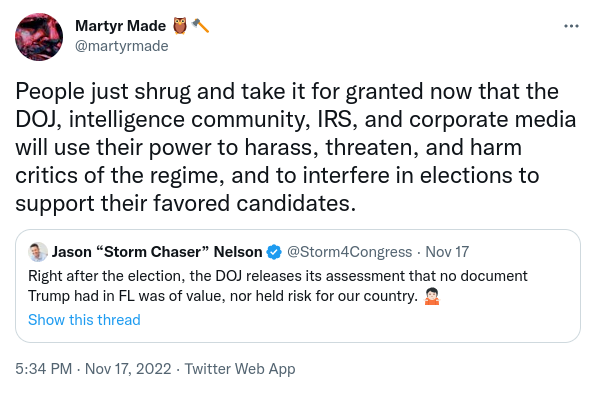 Martyr Made 🦉🪓
@martyrmade
People just shrug and take it for granted now that the
DOJ, intelligence community, IRS, and corporate media
will use their power to harass, threaten, and harm
critics of the regime, and to interfere in elections to
support their favored candidates.
Jason “Storm Chaser” Nelson @Storm4Congress · Nov 17
Right after the election, the DOJ releases its assessment that no document
Trump had in FL was of value, nor held risk for our country. 🤷🏻
Show this thread
5:34 PM · Nov 17, 2022 · Twitter Web App